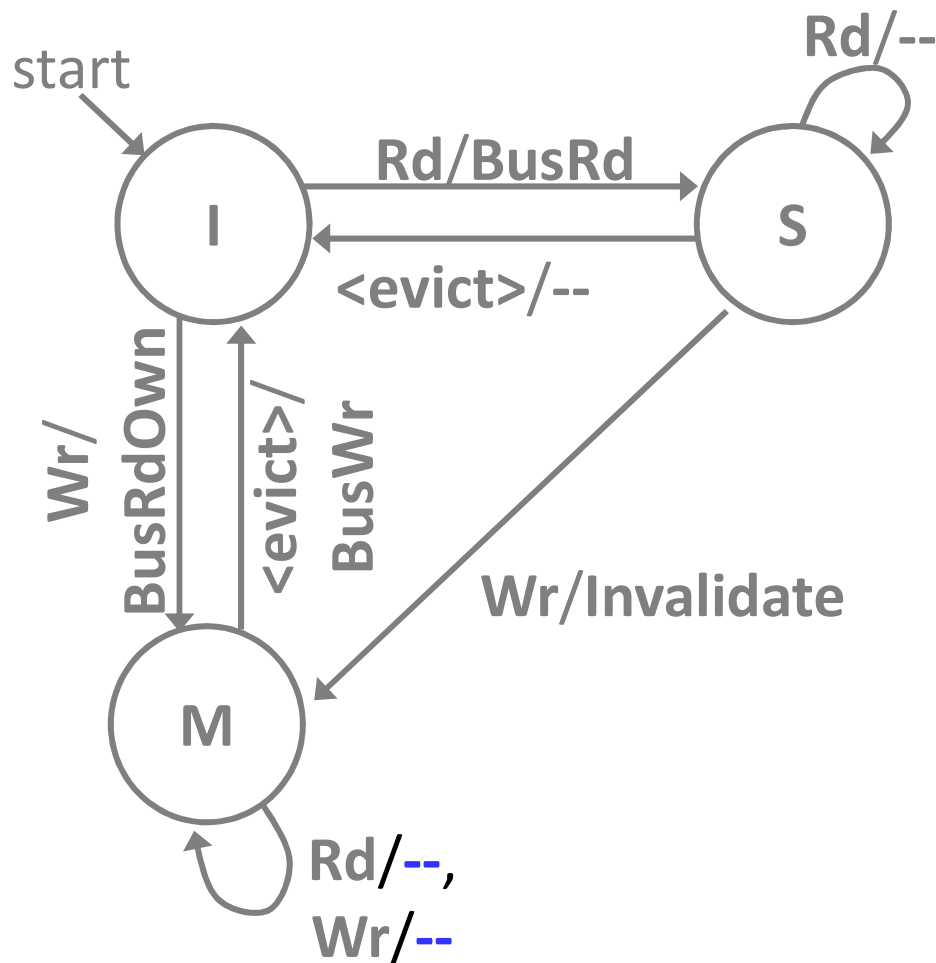 Rd/--
start
Rd/BusRd
I
S
<evict>/--
Wr/
BusRdOwn
<evict>/
BusWr
Wr/Invalidate
M
Rd/--,
Wr/--